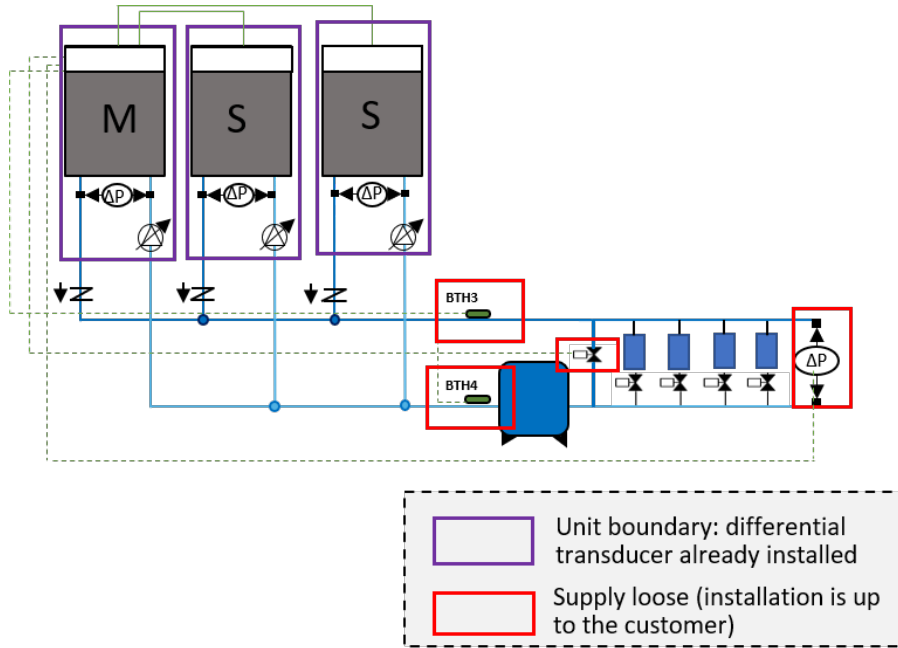 M
S
S
ΔP
ΔP
ΔP
BTH3
BTH4
ΔP
Unit boundary: differential
transducer already installed
Supply loose (installation is up
to the customer)